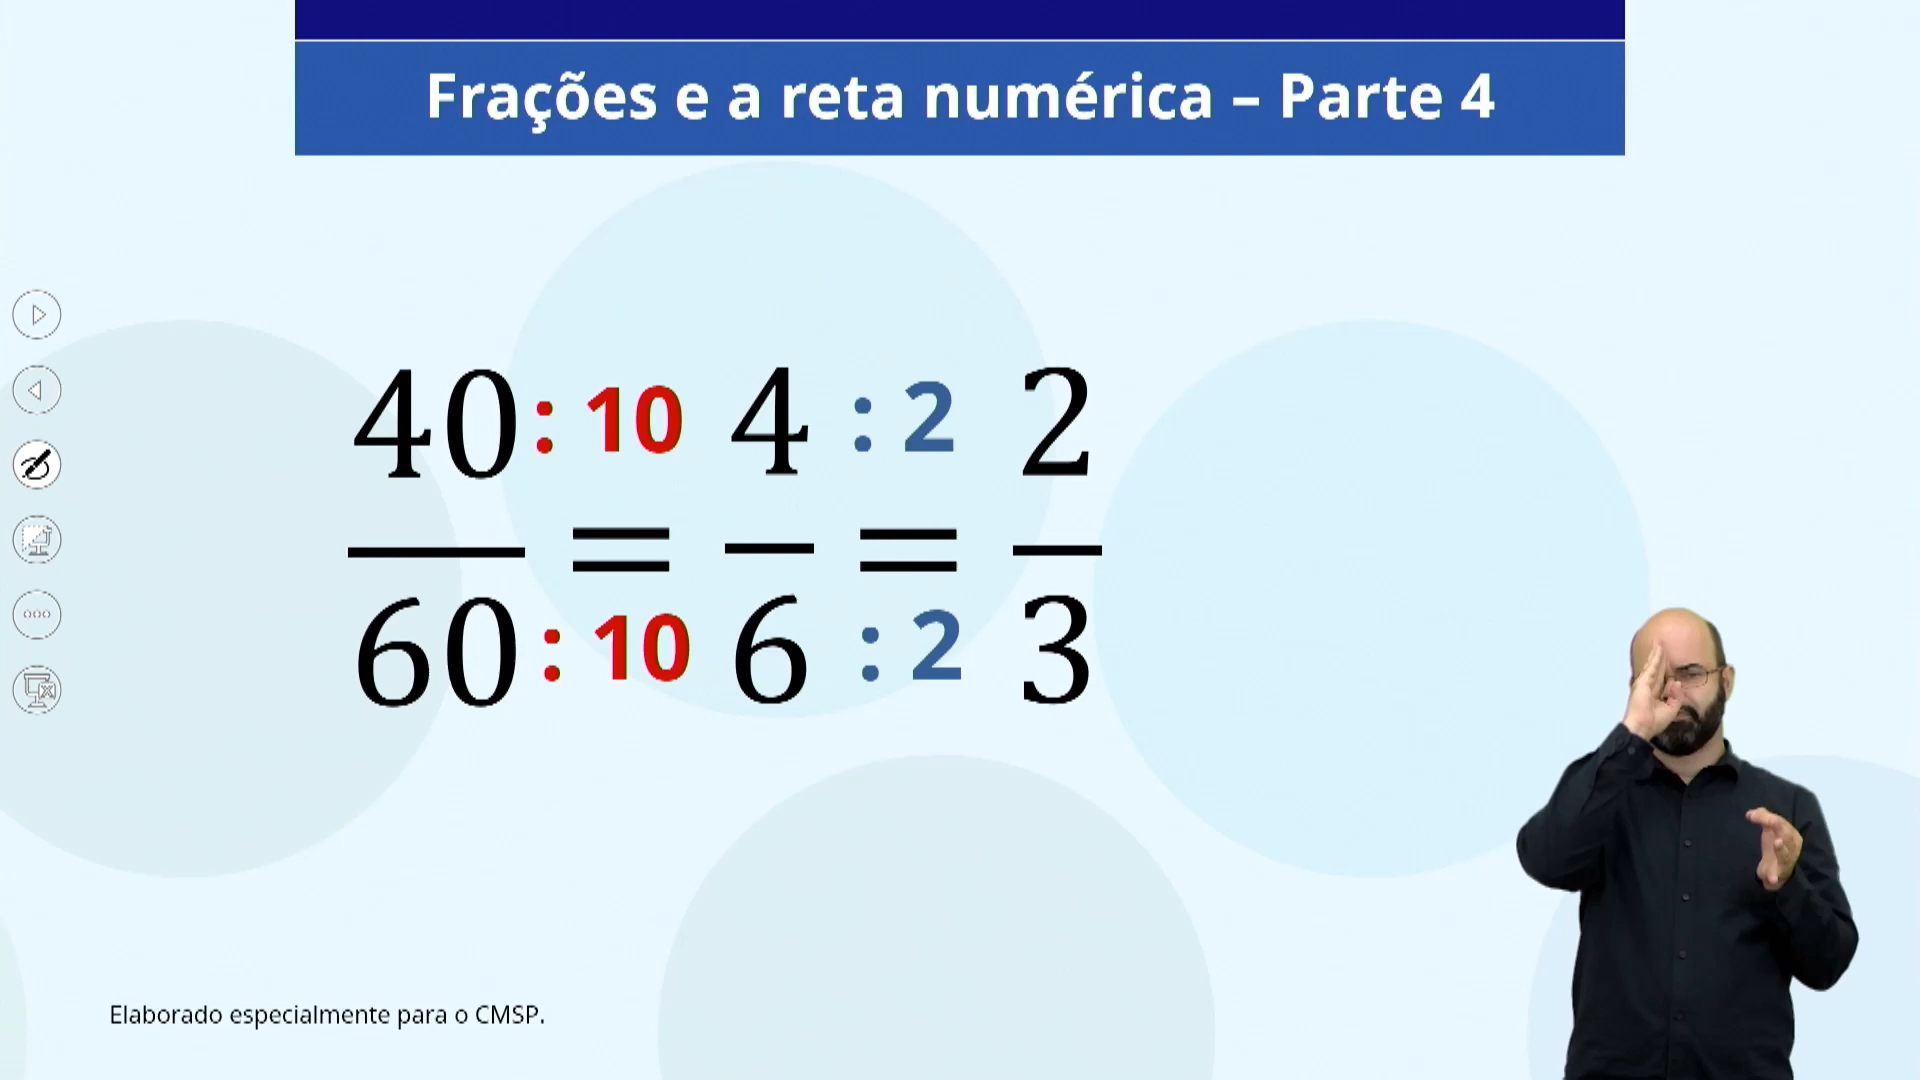 Frações e a reta numérica – Parte 4
40 : 10 4 : 2 2
= =
60 : 10 6 : 2 3
Elaborado especialmente para o CMSP.